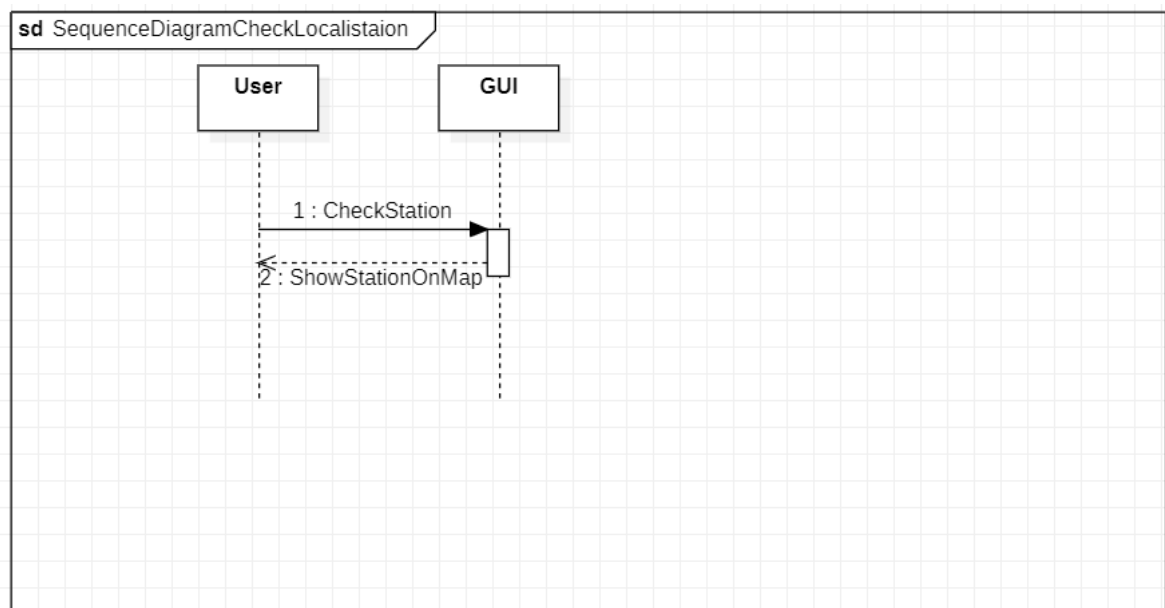 sd SequenceDiagramCheckLocalistaion
User
GUI
1 : CheckStation
2 : ShowStationOnMap